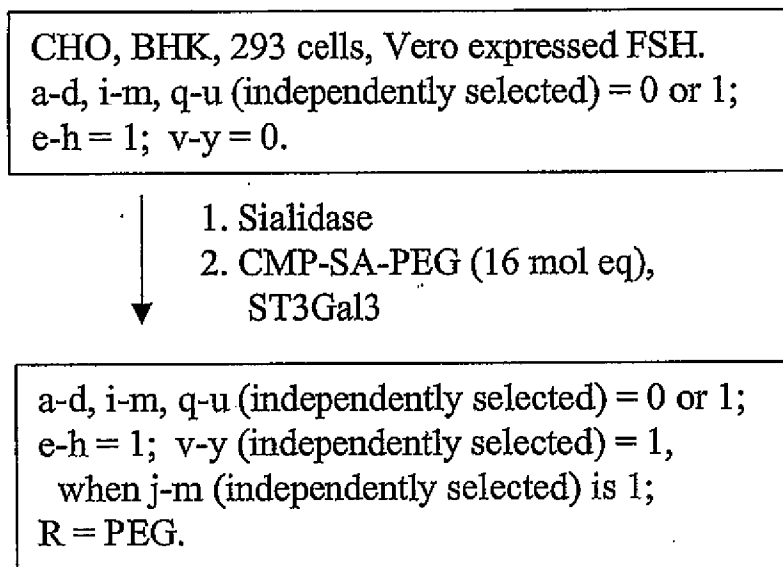 CHO, BHK, 293 cells, Vero expressed FSH.
a-d, i-m, q-u (independently selected) = 0 or 1;
e-h = 1; v-y = 0.
1. Sialidase
2. CMP-SA-PEG (16 mol eq),
ST3Gal3
a-d, i-m, q-u (independently selected) = 0 or 1;
e-h = 1; v-y (independently selected) = 1,
when j-m (independently selected) is 1;
R = PEG.